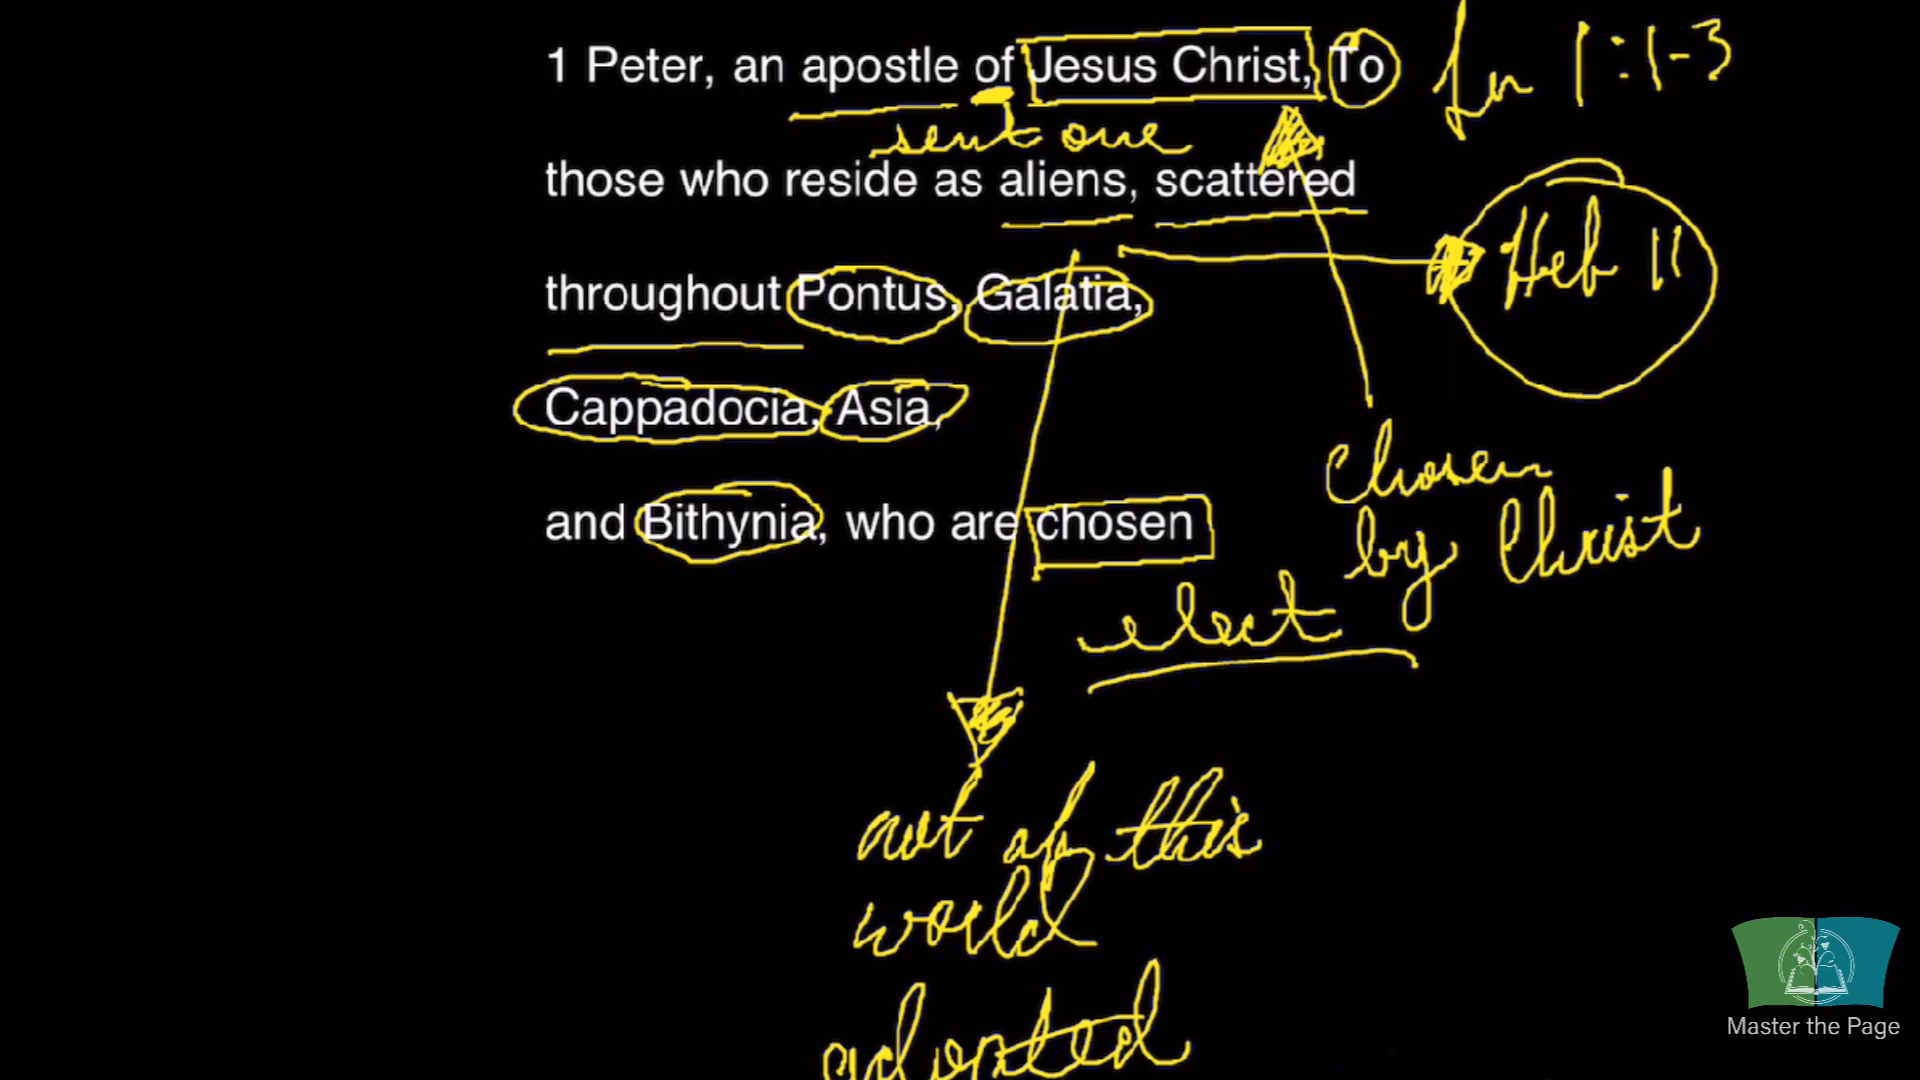 1 Peter, an apostle of Jesus Christ, To
1:1-3
sent one
those who reside as aliens, scattered
Heb 11
throughout Pontus, Galatia,
Cappadocia, Asia,
chosen
and Bithynia, who are chosen
by Christ
elect
not of this
world
adopted
Master the Page